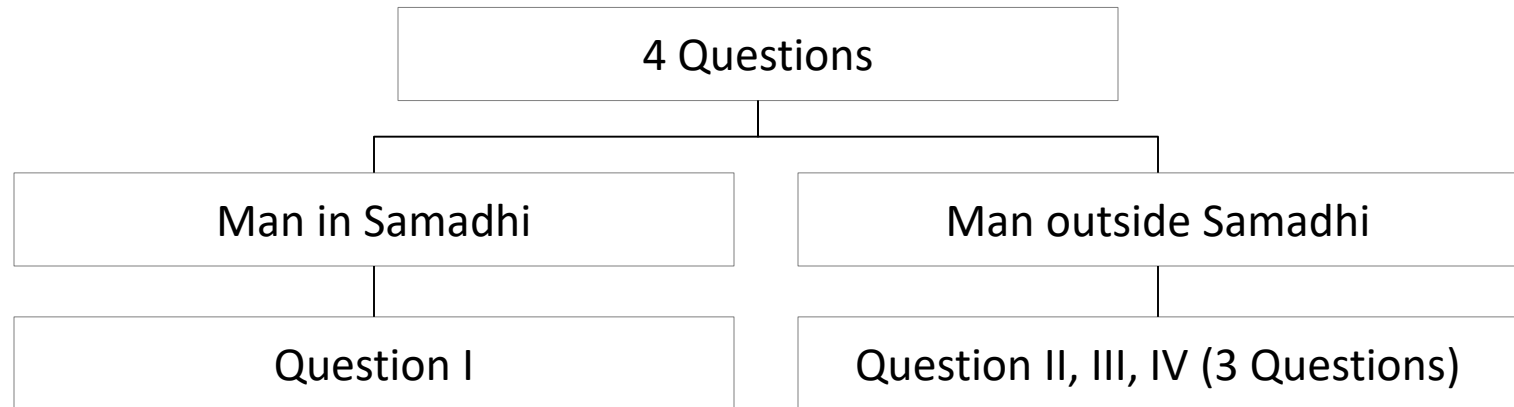 4 Questions
Man in Samadhi
Man outside Samadhi
Question I
Question II, III, IV (3 Questions)